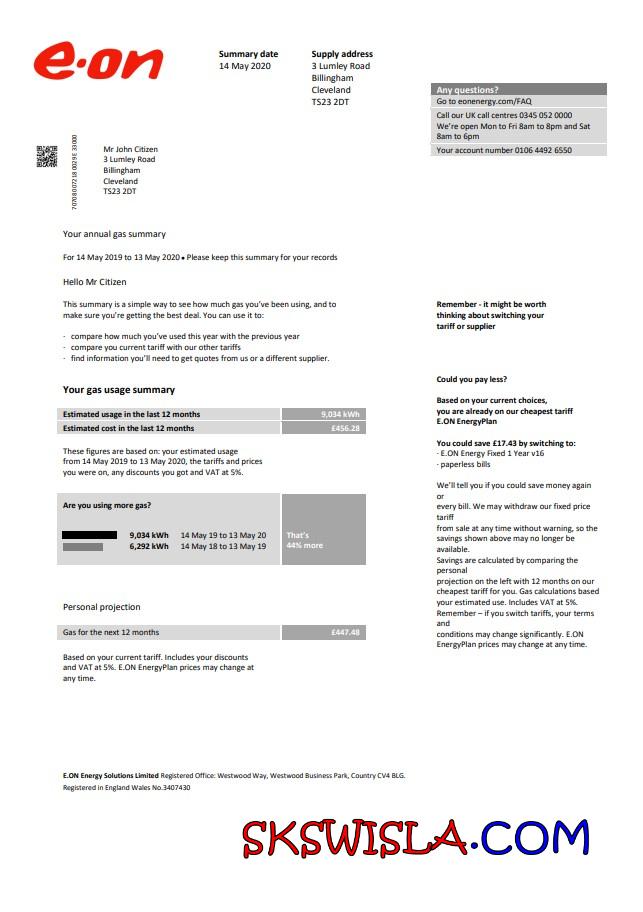 e·on
Summary date
14 May 2020
Supply address
3 Lumley Road
Billingham
Cleveland
TS23 2DT
Any questions?
Go to eonenergy.com/FAQ
Call our UK call centres 0345 052 0000
We're open Mon to Fri 8am to 8pm and Sat
8am to 6pm
Your account number 0106 4492 6550
Mr John Citizen
3 Lumley Road
Billingham
Cleveland
TS23 2DT
Your annual gas summary
For 14 May 2019 to 13 May 2020 • Please keep this summary for your records
Hello Mr Citizen
This summary is a simple way to see how much gas you've been using, and to
make sure you're getting the best deal. You can use it to:
- compare how much you've used this year with the previous year
- compare you current tariff with our other tariffs
- find information you'll need to get quotes from us or a different supplier.
Your gas usage summary
Estimated usage in the last 12 months 9,034 kWh
Estimated cost in the last 12 months £456.28
These figures are based on: your estimated usage
from 14 May 2019 to 13 May 2020, the tariffs and prices
you were on, any discounts you got and VAT at 5%.
Are you using more gas?
9,034 kWh 14 May 19 to 13 May 20
6,292 kWh 14 May 18 to 13 May 19
That's
44% more
Personal projection
Gas for the next 12 months £447.48
Based on your current tariff. Includes your discounts
and VAT at 5%. E.ON EnergyPlan prices may change at
any time.
Remember - it might be worth
thinking about switching your
tariff or supplier
Could you pay less?
Based on your current choices,
you are already on our cheapest tariff
E.ON EnergyPlan
You could save £17.43 by switching to:
- E.ON Energy Fixed 1 Year v16
- paperless bills
We'll tell you if you could save money again
or
every bill. We may withdraw our fixed price
tariff
from sale at any time without warning, so the
savings shown above may no longer be
available.
Savings are calculated by comparing the
personal
projection on the left with 12 months on our
cheapest tariff for you. Gas calculations based
your estimated use. Includes VAT at 5%.
Remember – if you switch tariffs, your terms
and
conditions may change significantly. E.ON
EnergyPlan prices may change at any time.
E.ON Energy Solutions Limited Registered Office: Westwood Way, Westwood Business Park, Country CV4 BLG.
Registered in England Wales No.3407430
SKSWISLA.COM